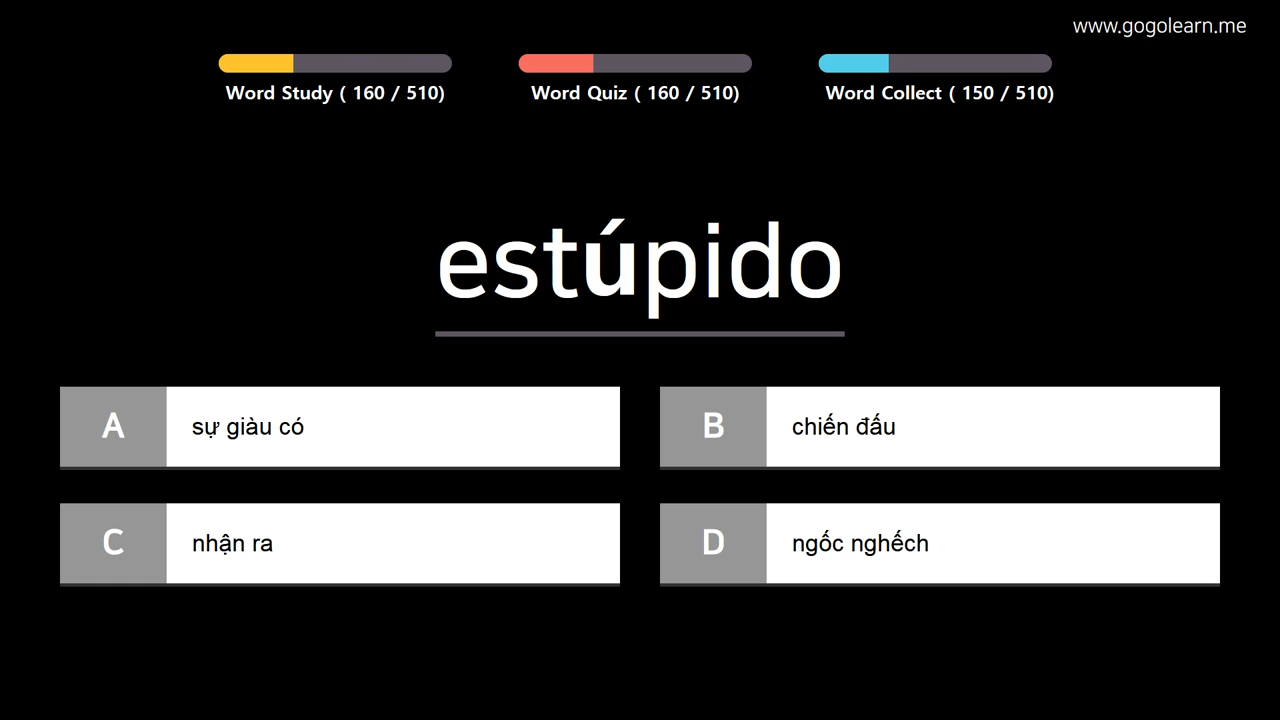 www.gogolearn.me
Word Study ( 160 / 510)
Word Quiz ( 160 / 510)
Word Collect ( 150 / 510)
estúpido
A
sự giàu có
B
chiến đấu
C
nhận ra
D
ngốc nghếch